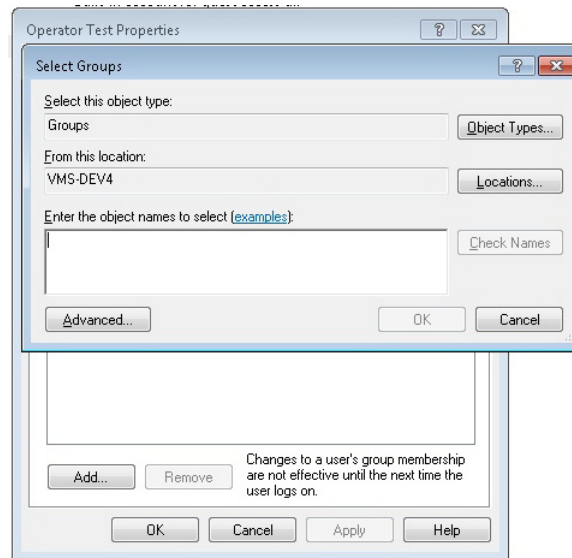 Operator Test Properties
Select Groups
Select this object type:
Groups
Object Types...
From this location:
VMS-DEV4
Locations...
Enter the object names to select (examples):
Check Names
Advanced...
OK
Cancel
Add...
Remove
Changes to a user's group membership
are not effective until the next time the
user logs on.
OK
Cancel
Apply
Help